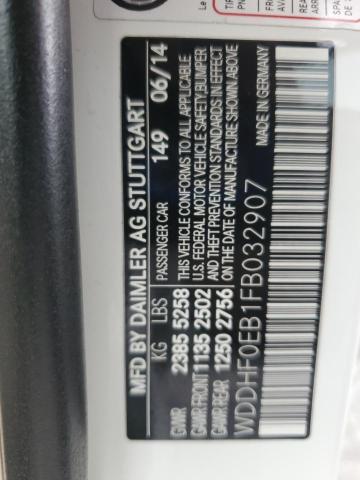 MFD BY DAIMLER AG STUTTGART
KG LBS PASSENGER CAR 149 06/14
GVWR 2385 5258 THIS VEHICLE CONFORMS TO ALL APPLICABLE
GAWR FRONT 1135 2502 U.S. FEDERAL MOTOR VEHICLE SAFETY/BUMPER
GAWR REAR 1250 2756 AND THEFT PREVENTION STANDARDS IN EFFECT
ON THE DATE OF MANUFACTURE SHOWN ABOVE
WDDHF0EB1FB032907 MADE IN GERMANY